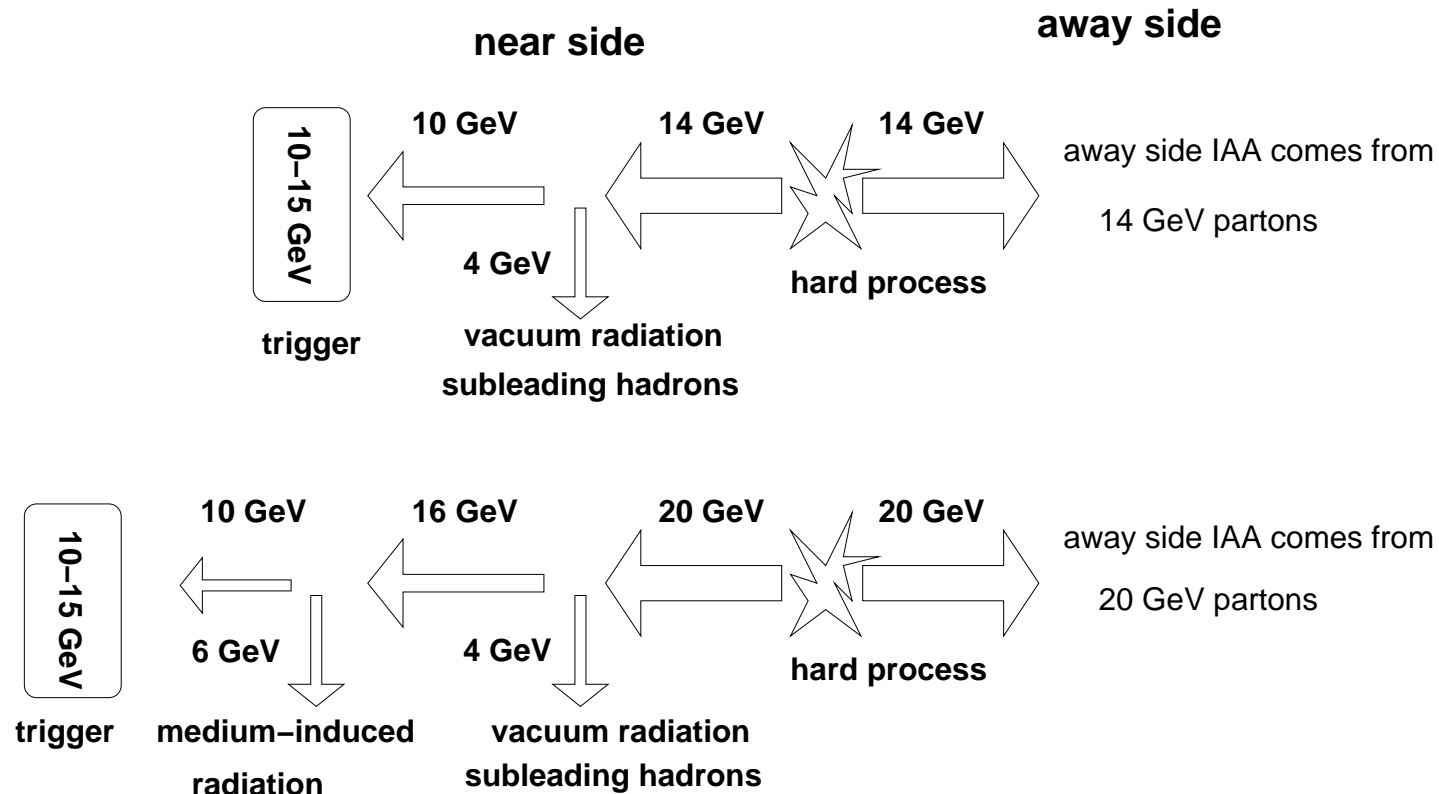 near side
away side
10 GeV
14 GeV
14 GeV
10–15 GeV
away side IAA comes from
14 GeV partons
4 GeV
hard process
trigger
vacuum radiation
subleading hadrons
10 GeV
16 GeV
20 GeV
20 GeV
10–15 GeV
away side IAA comes from
20 GeV partons
6 GeV
4 GeV
hard process
trigger
medium–induced
radiation
vacuum radiation
subleading hadrons